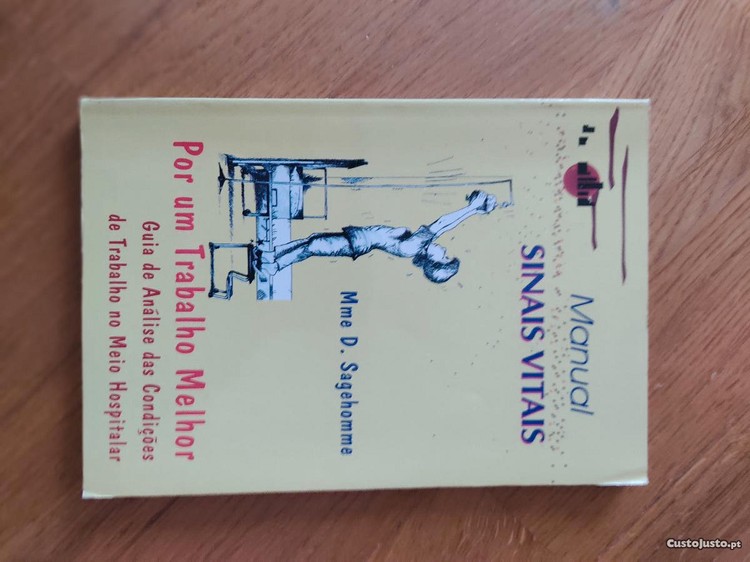 Manual
SINAIS VITAIS
Mme D. Sagehomme
Por um Trabalho Melhor
Guia de Análise das Condições
de Trabalho no Meio Hospitalar
CustoJusto.pt